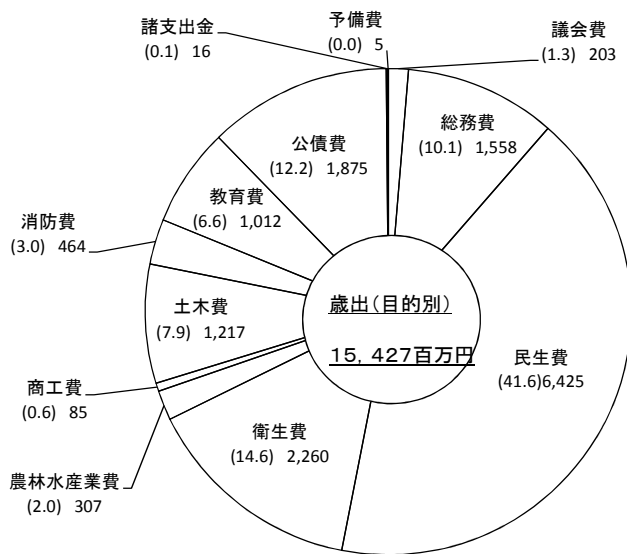 予備費
(0.0) 5
議会費
(1.3) 203
総務費
(10.1) 1,558
民生費
(41.6)6,425
衛生費
(14.6) 2,260
農林水産業費
(2.0) 307
商工費
(0.6) 85
土木費
(7.9) 1,217
消防費
(3.0) 464
教育費
(6.6) 1,012
公債費
(12.2) 1,875
諸支出金
(0.1) 16
歳出(目的別)
15,427百万円